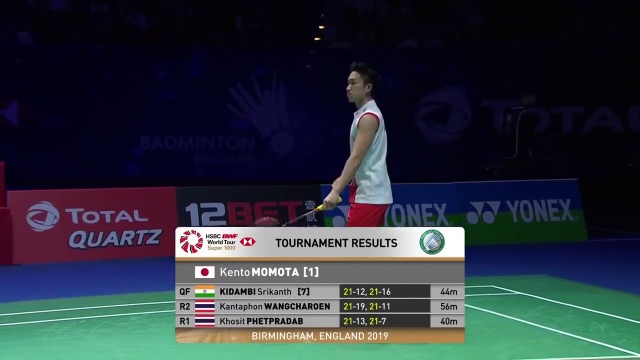 BADMINTON
ENGLAND
TOTAL
TOTAL
QUARTZ
12BET
YONEX
YONEX
HSBC BWF
World Tour
Super 1000
TOURNAMENT RESULTS
Kento MOMOTA [1]
QF KIDAMBI Srikanth [7] 21-12, 21-16 44m
R2 Kantaphon WANGCHAROEN 21-19, 21-11 56m
R1 Khosit PHETPRADAB 21-13, 21-7 40m
BIRMINGHAM, ENGLAND 2019